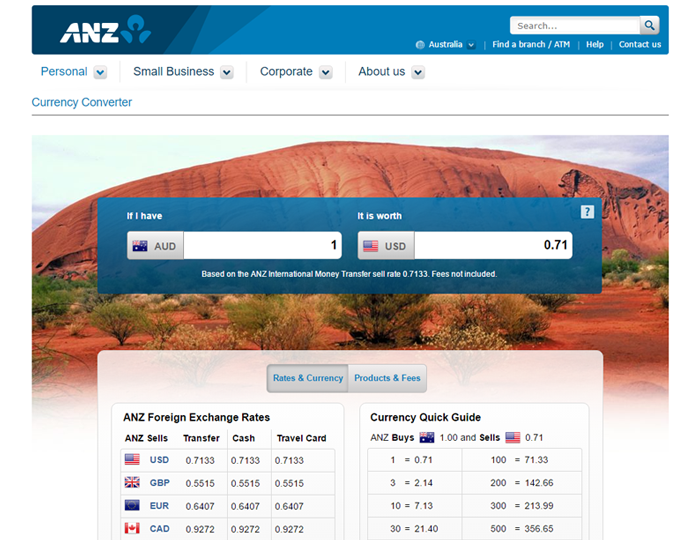 ANZ
Search...
Australia | Find a branch / ATM | Help | Contact us
Personal Small Business Corporate About us
Currency Converter
If I have It is worth ?
AUD 1 USD 0.71
Based on the ANZ International Money Transfer sell rate 0.7133. Fees not included.
Rates & Currency Products & Fees
ANZ Foreign Exchange Rates
ANZ Sells Transfer Cash Travel Card
USD 0.7133 0.7133 0.7133
GBP 0.5515 0.5515 0.5515
EUR 0.6407 0.6407 0.6407
CAD 0.9272 0.9272 0.9272
Currency Quick Guide
ANZ Buys 1.00 and Sells 0.71
1 = 0.71 100 = 71.33
3 = 2.14 200 = 142.66
10 = 7.13 300 = 213.99
30 = 21.40 500 = 356.65